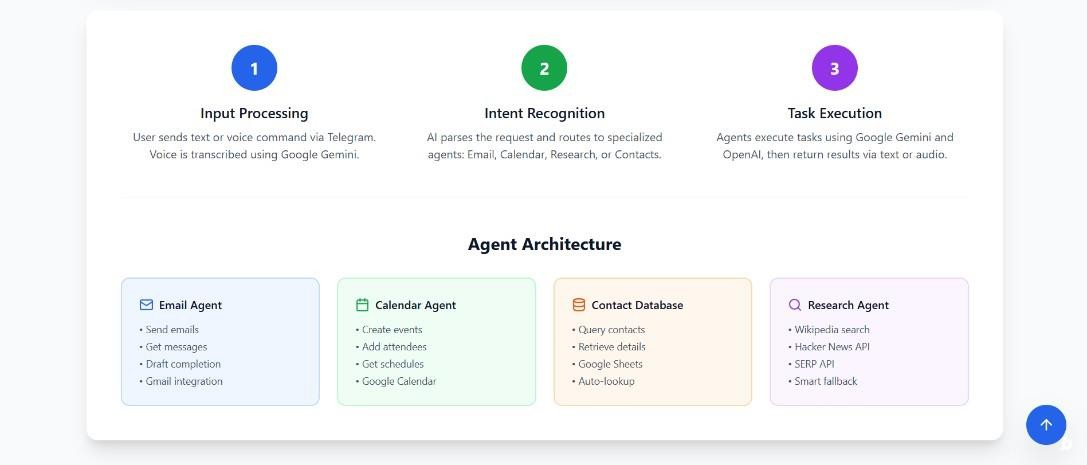 1
2
3
Input Processing
Intent Recognition
Task Execution
User sends text or voice command via Telegram.
Voice is transcribed using Google Gemini.
AI parses the request and routes to specialized
agents: Email, Calendar, Research, or Contacts.
Agents execute tasks using Google Gemini and
OpenAI, then return results via text or audio.
Agent Architecture
Email Agent
• Send emails
• Get messages
• Draft completion
• Gmail integration
Calendar Agent
• Create events
• Add attendees
• Get schedules
• Google Calendar
Contact Database
• Query contacts
• Retrieve details
• Google Sheets
• Auto-lookup
Research Agent
• Wikipedia search
• Hacker News API
• SERP API
• Smart fallback